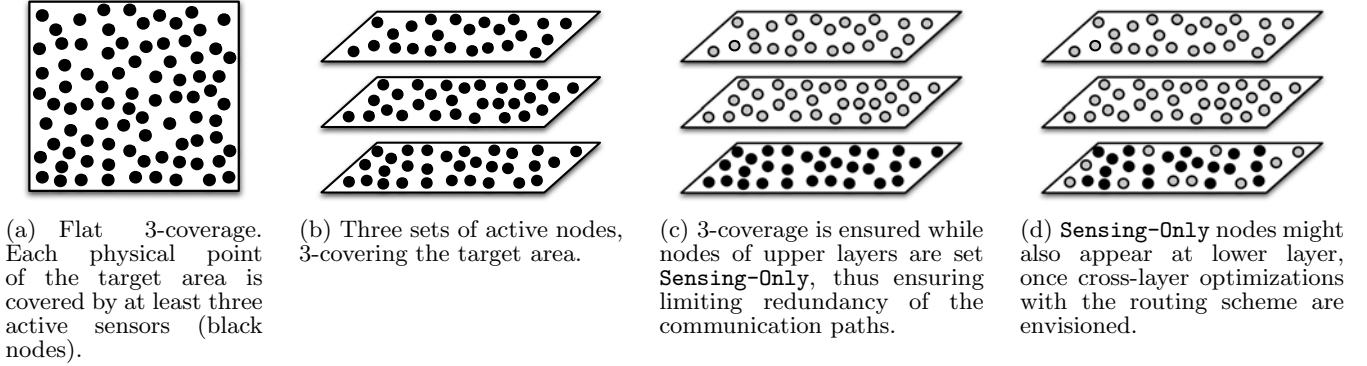 (a) Flat 3-coverage.
Each physical point
of the target area is
covered by at least three
active sensors (black
nodes).
(b) Three sets of active nodes,
3-covering the target area.
(c) 3-coverage is ensured while
nodes of upper layers are set
Sensing-Only, thus ensuring
limiting redundancy of the
communication paths.
(d) Sensing-Only nodes might
also appear at lower layer,
once cross-layer optimizations
with the routing scheme are
envisioned.